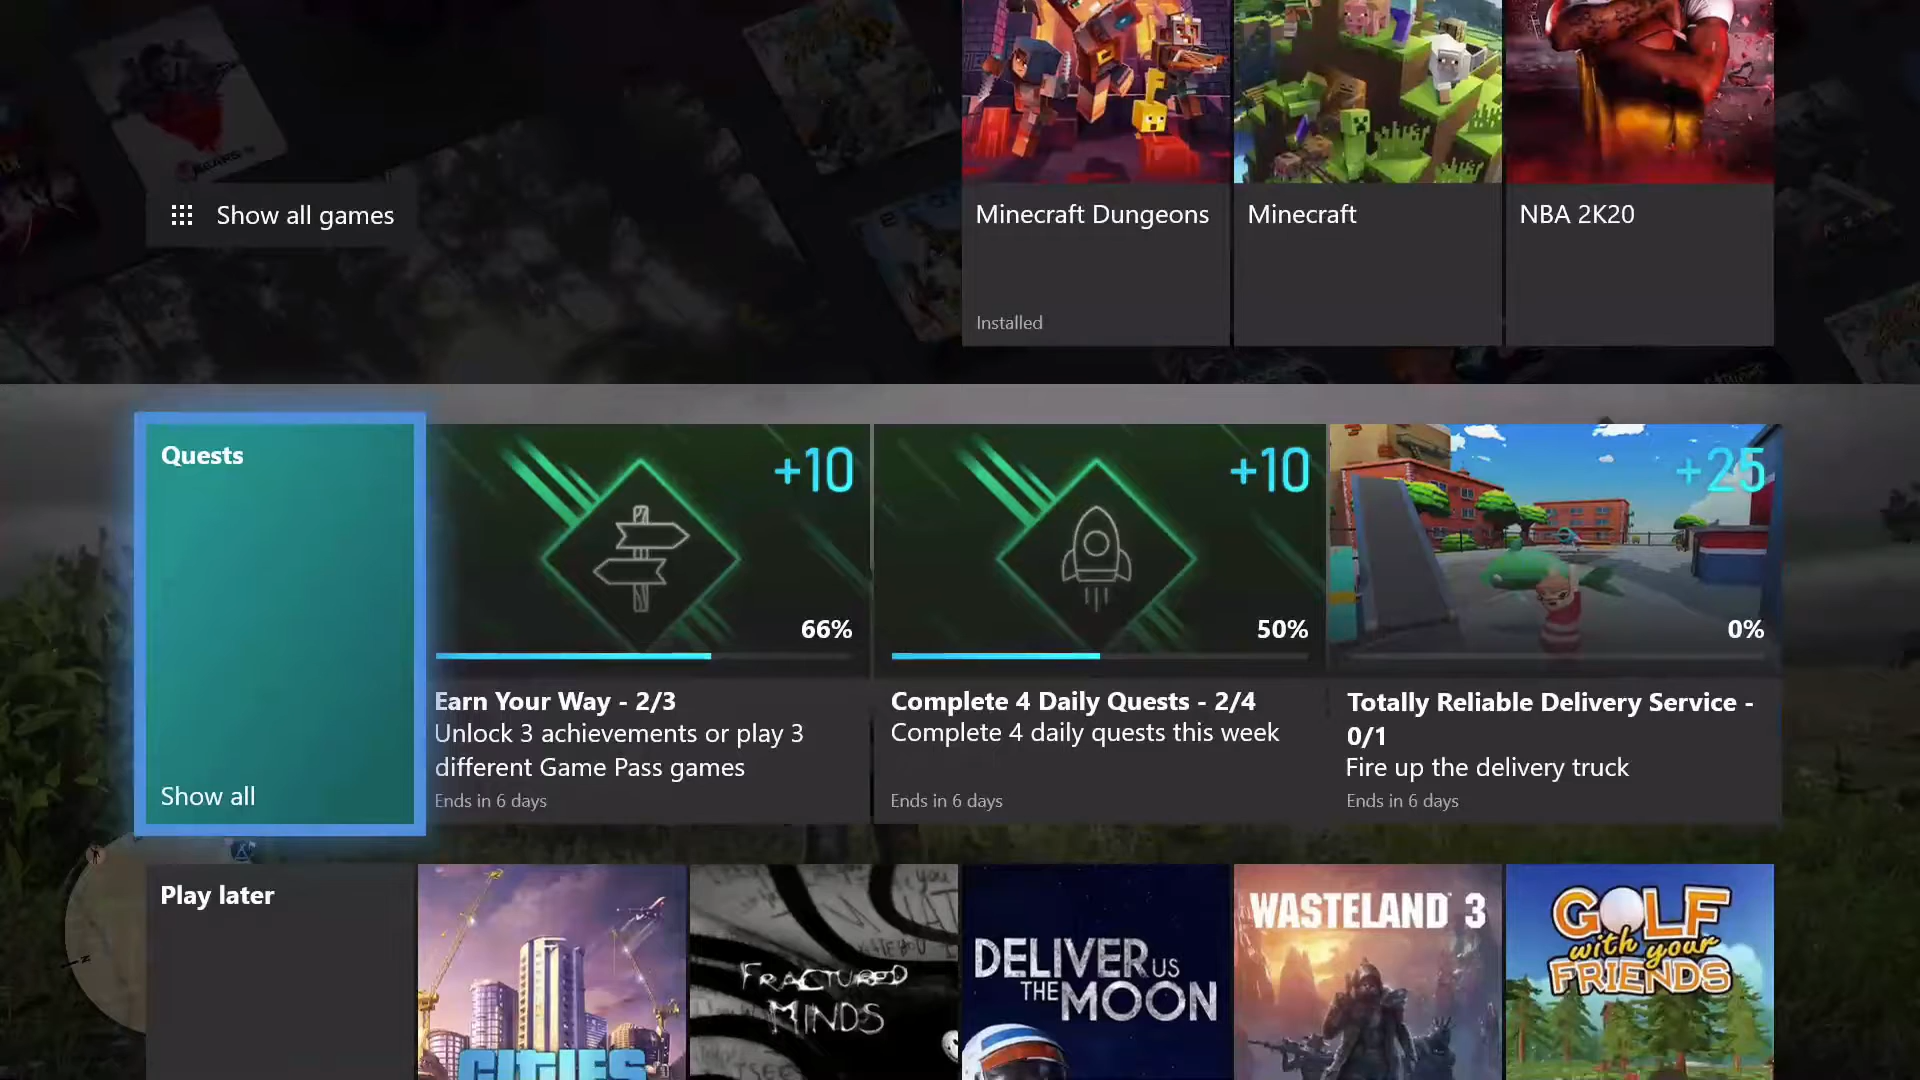 GEARS
Show all games
Minecraft Dungeons
Installed
Minecraft
NBA 2K20
Quests
Show all
+10
66%
Earn Your Way - 2/3
Unlock 3 achievements or play 3
different Game Pass games
Ends in 6 days
+10
50%
Complete 4 Daily Quests - 2/4
Complete 4 daily quests this week
Ends in 6 days
+25
0%
Totally Reliable Delivery Service -
0/1
Fire up the delivery truck
Ends in 6 days
Play later
CITIES
FRACTURED
MINDS
DELIVER US
THE MOON
WASTELAND 3
GOLF
with your
FRIENDS